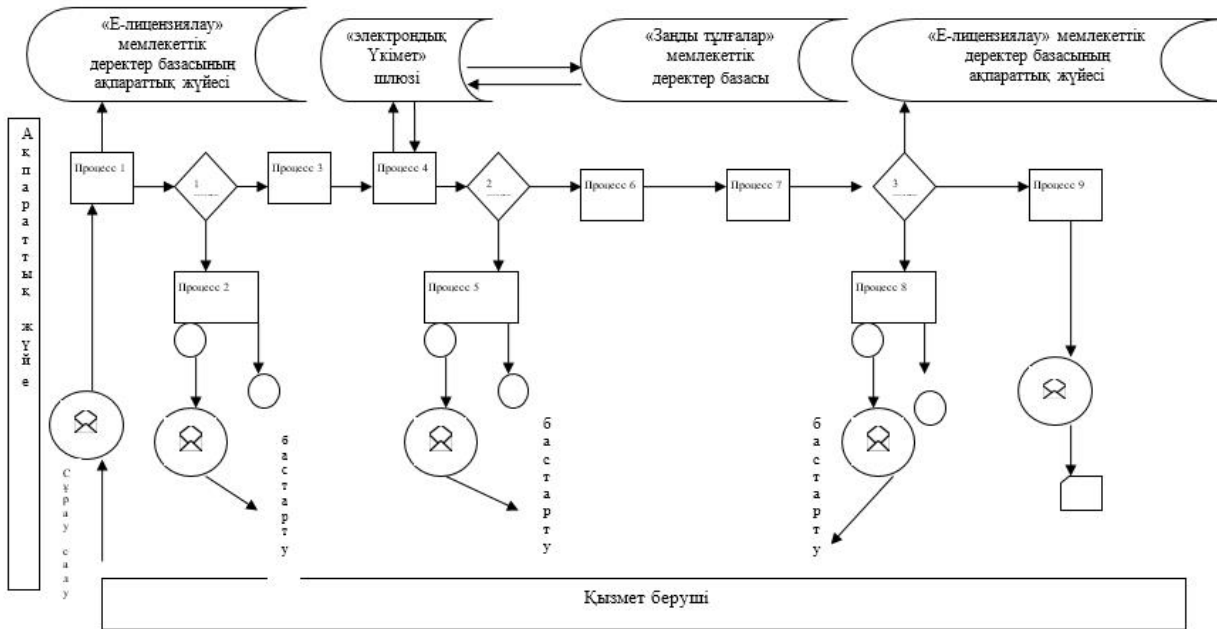 «Е-лицензиялау»
мемлекеттік
деректер базасының
ақпараттық жүйесі
«электрондық
Үкімет»
шлюзі
«Заңды тұлғалар»
мемлекеттік
деректер базасы
«Е-лицензиялау» мемлекеттік
деректер базасының
ақпараттық жүйесі
Ақпараттық жүйе
Процесс 1
1
Процесс 3
Процесс 4
2
Процесс 6
Процесс 7
3
Процесс 9
Процесс 2
Процесс 5
Процесс 8
Сұрау салу
бастарту
бастарту
бастарту
Қызмет беруші